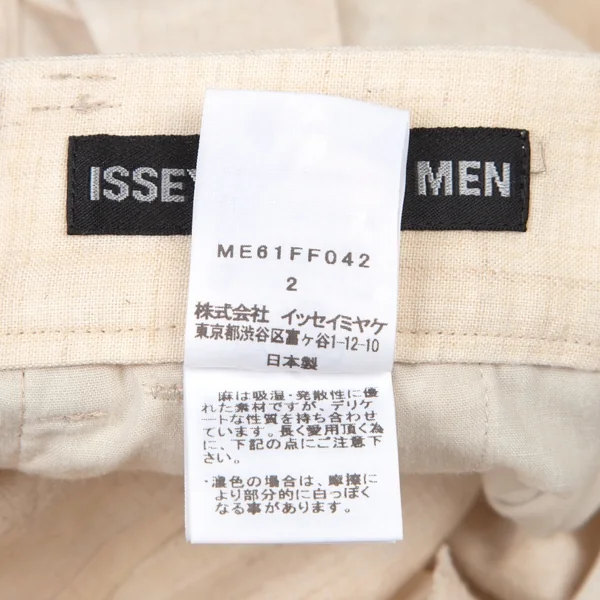 ISSEY MEN
ME61FF042
2
株式会社 イッセイミヤケ
東京都渋谷区富ヶ谷1-12-10
日本製
麻は吸湿・発散性に優
れた素材ですが、デリケ
ートな性質を持ち合わせ
ています。長く愛用頂く為
に、下記の点にご注意下
さい。
・濃色の場合は、摩擦に
より部分的に白っぽく
なる事があります。